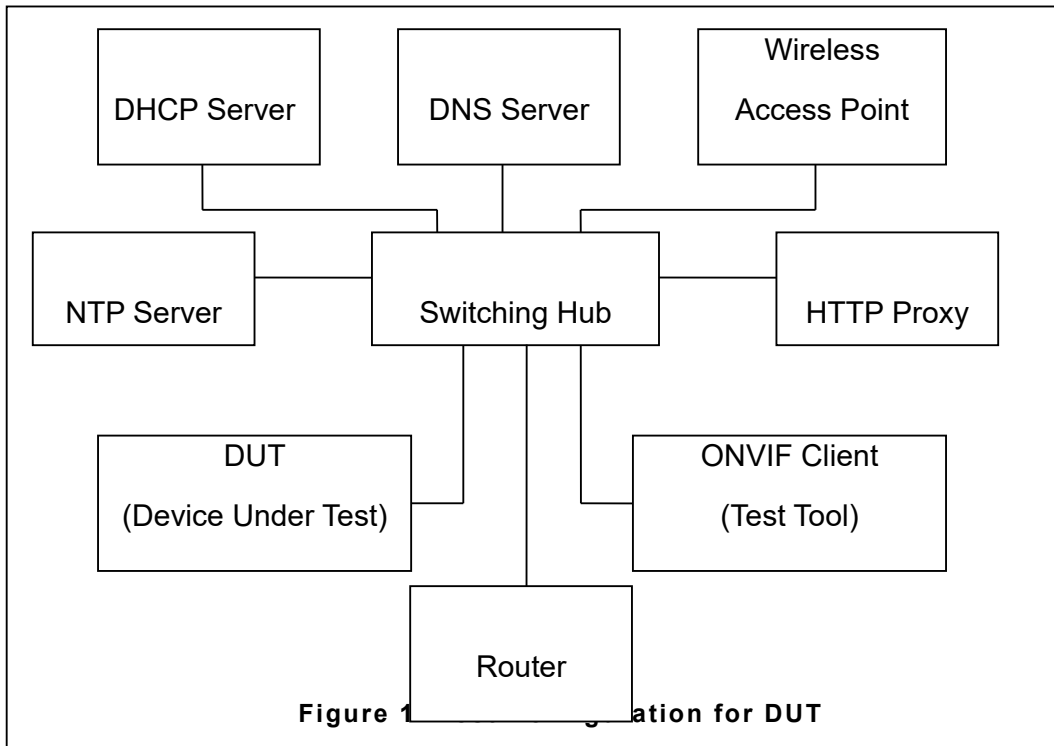 Wireless
DHCP Server
DNS Server
Access Point
NTP Server
Switching Hub
HTTP Proxy
DUT
(Device Under Test)
ONVIF Client
(Test Tool)
Router
Figure 1 ation for DUT